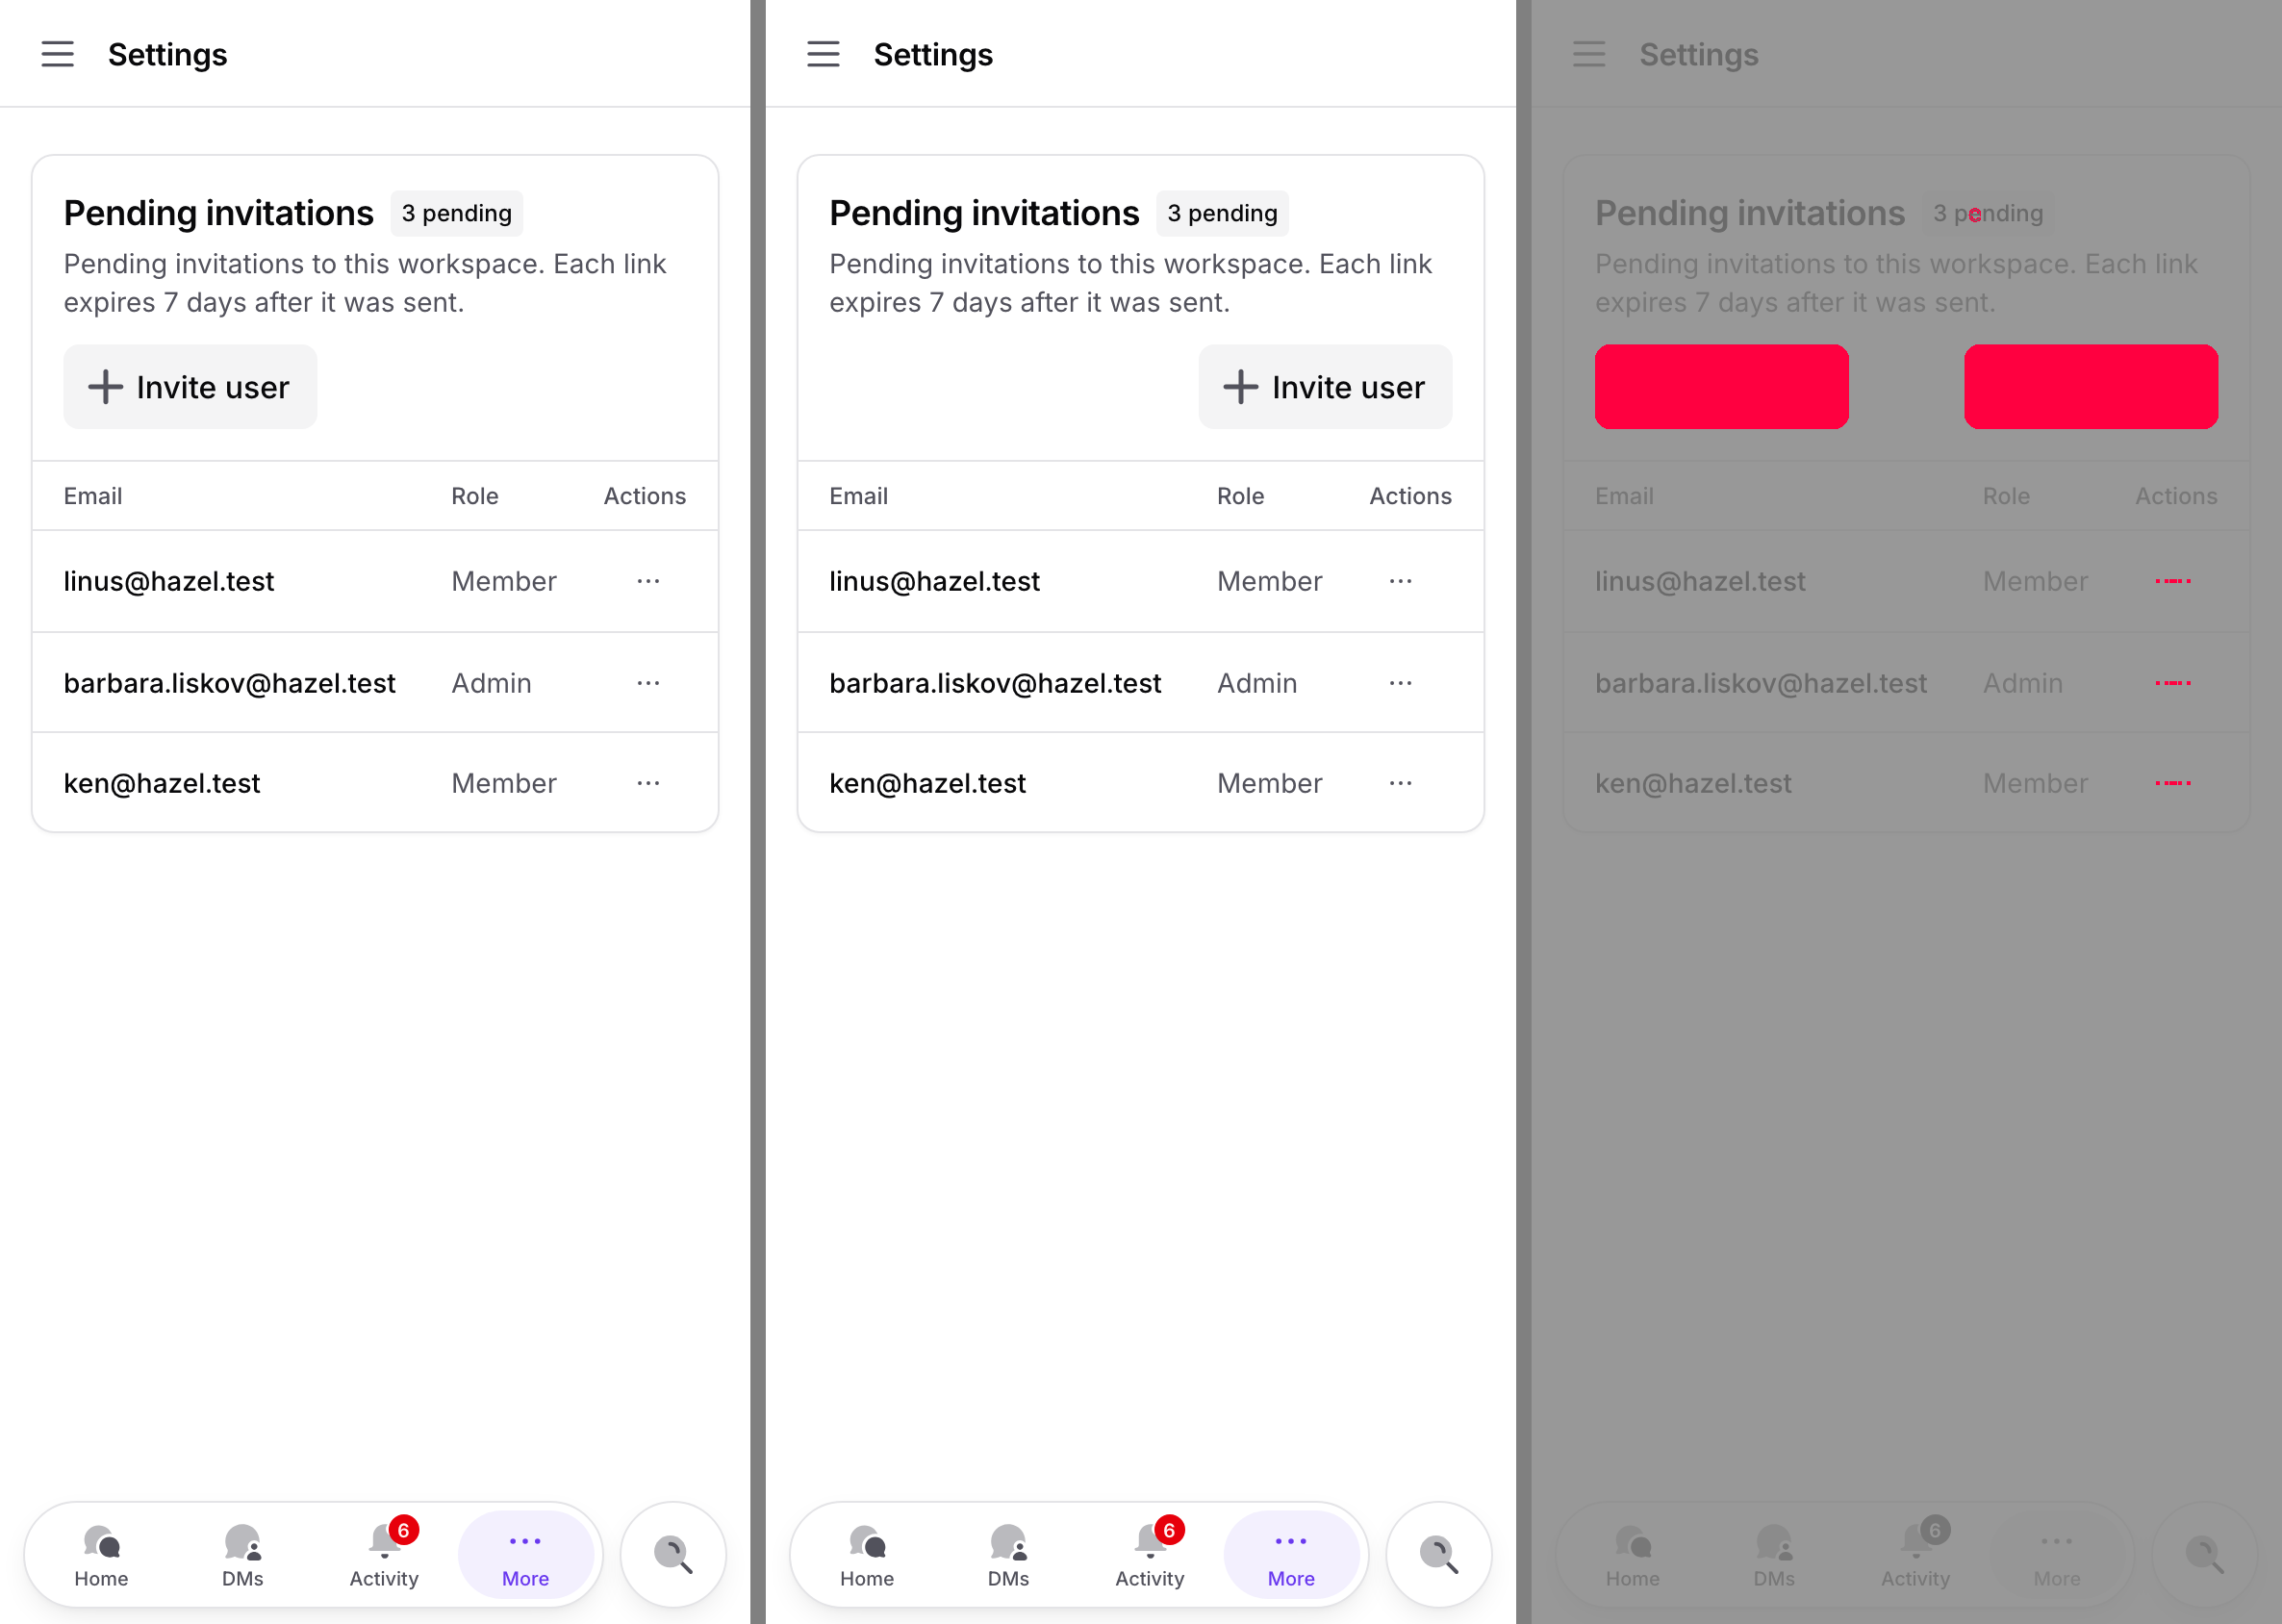 Settings
Pending invitations 3 pending
Pending invitations to this workspace. Each link
expires 7 days after it was sent.
Invite user
Email Role Actions
linus@hazel.test Member
barbara.liskov@hazel.test Admin
ken@hazel.test Member
6
Home DMs Activity More
Settings
Pending invitations 3 pending
Pending invitations to this workspace. Each link
expires 7 days after it was sent.
Invite user
Email Role Actions
linus@hazel.test Member
barbara.liskov@hazel.test Admin
ken@hazel.test Member
6
Home DMs Activity More
Settings
Pending invitations 3 pending
Pending invitations to this workspace. Each link
expires 7 days after it was sent.
Email Role Actions
linus@hazel.test Member
barbara.liskov@hazel.test Admin
ken@hazel.test Member
6
Home DMs Activity More